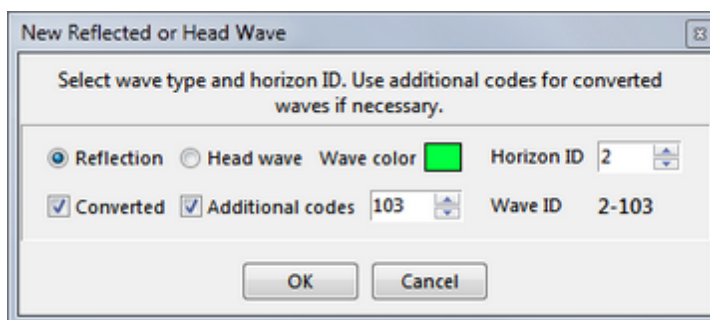 New Reflected or Head Wave
Select wave type and horizon ID. Use additional codes for converted
waves if necessary.
Reflection Head wave Wave color Horizon ID 2
Converted Additional codes 103 Wave ID 2-103
OK Cancel